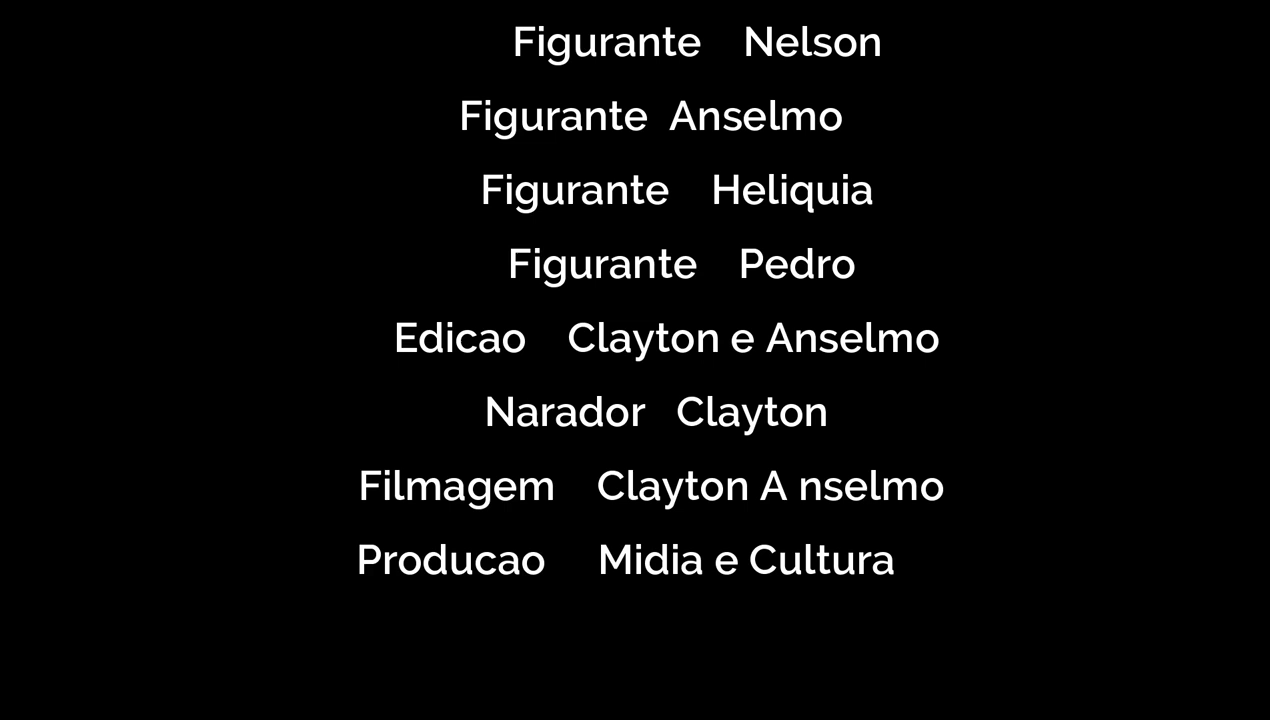 Figurante Nelson
Figurante Anselmo
Figurante Heliquia
Figurante Pedro
Edicao Clayton e Anselmo
Narador Clayton
Filmagem Clayton A nselmo
Producao Midia e Cultura